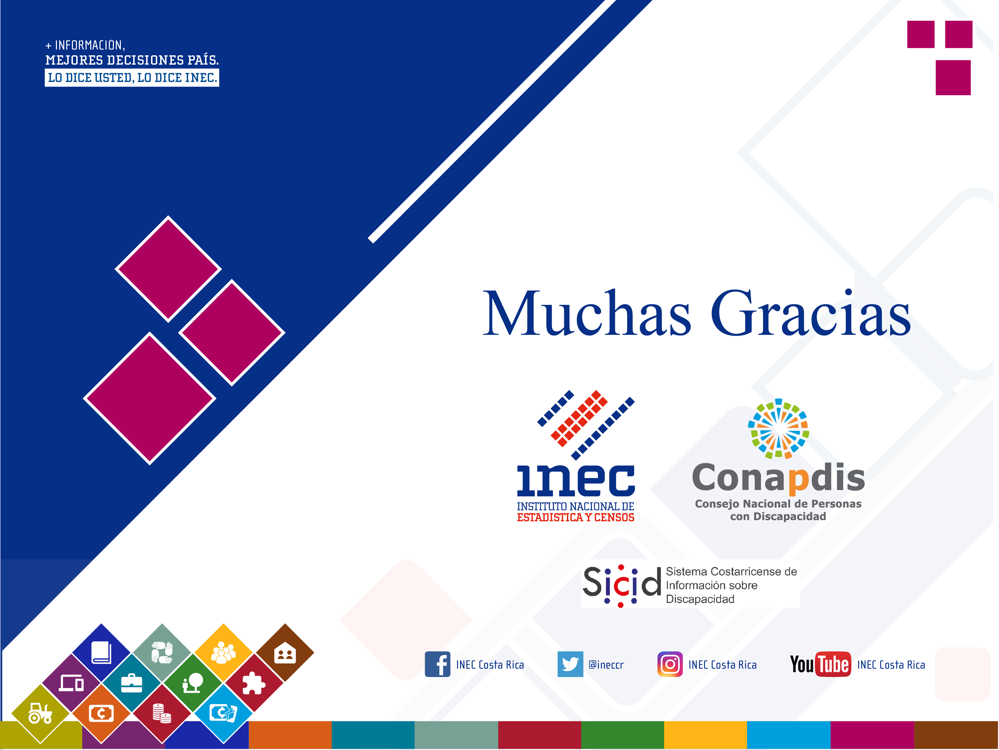 + INFORMACIÓN,
MEJORES DECISIONES PAÍS.
LO DICE USTED, LO DICE INEC.
Muchas Gracias
inec
INSTITUTO NACIONAL DE
ESTADISTICA Y CENSOS
Conapdis
Consejo Nacional de Personas
con Discapacidad
Sicid
Sistema Costarricense de
Información sobre
Discapacidad
f INEC Costa Rica
@ineccr
INEC Costa Rica
YouTube INEC Costa Rica